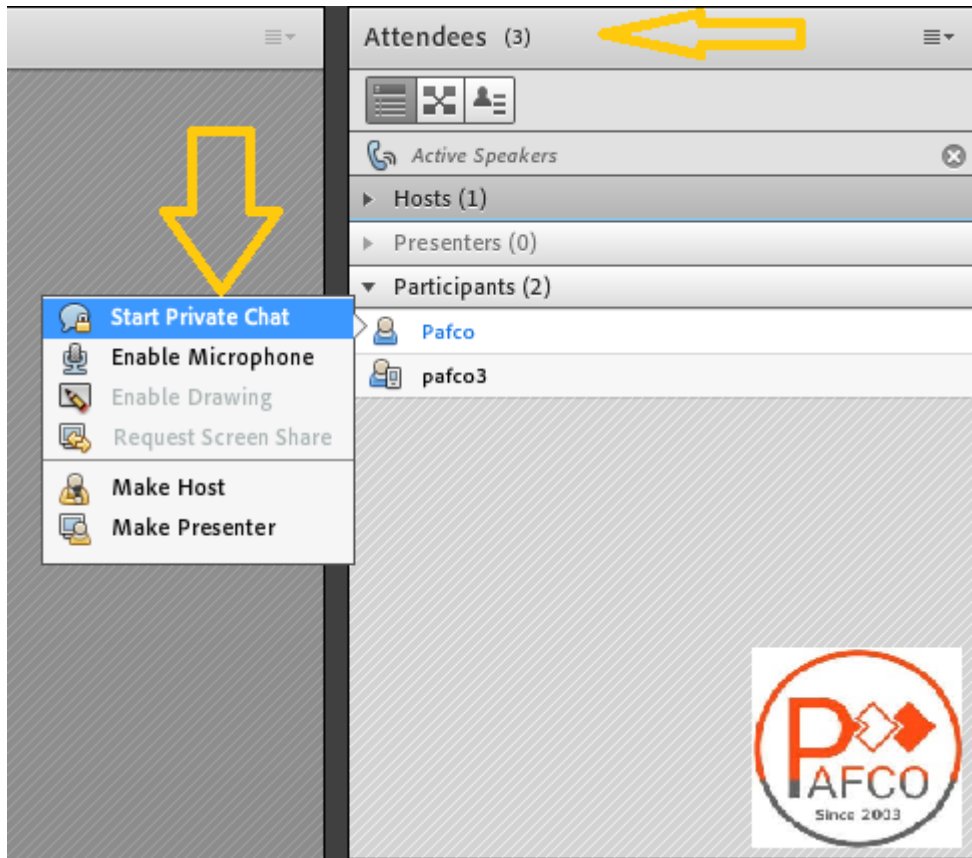 Attendees (3)
Active Speakers
Hosts (1)
Presenters (0)
Participants (2)
Start Private Chat
Enable Microphone
Enable Drawing
Request Screen Share
Make Host
Make Presenter
Pafco
pafco3
PAFCO
Since 2003